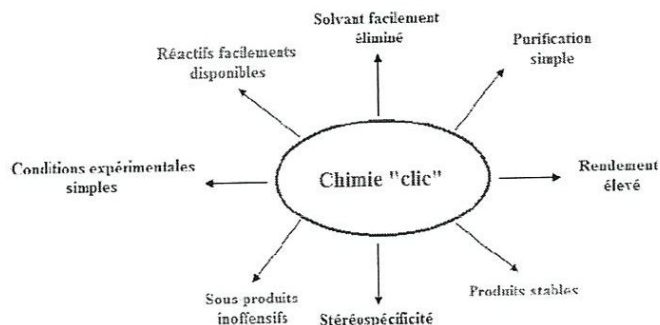 Solvant facilement
éliminé
Réactifs facilements
disponibles
Purification
simple
Conditions expérimentales
simples
Chimie "clic"
Rendement
élevé
Sous produits
inoffensifs
Stéréospécificité
Produits stables